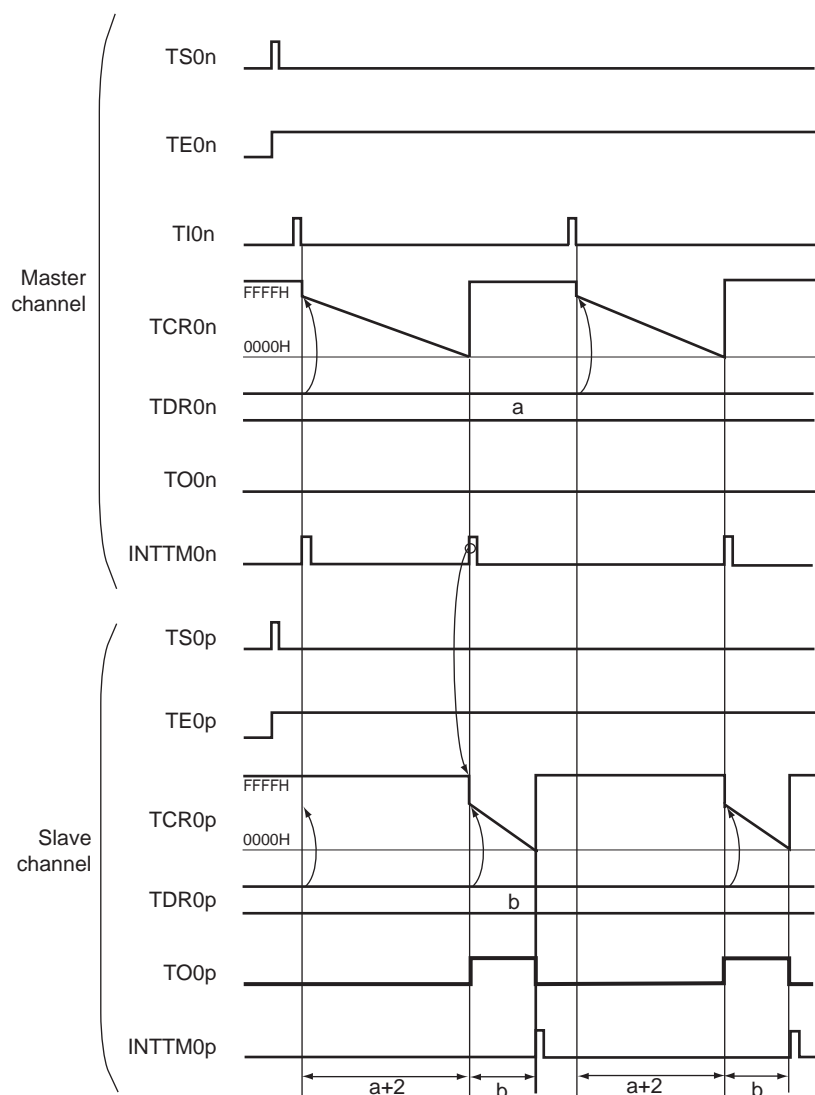 TS0n
TE0n
TI0n
Master
channel
FFFFH
TCR0n
0000H
TDR0n
a
TO0n
INTTM0n
TS0p
TE0p
FFFFH
TCR0p
0000H
Slave
channel
TDR0p
b
TO0p
INTTM0p
a+2 b a+2 b